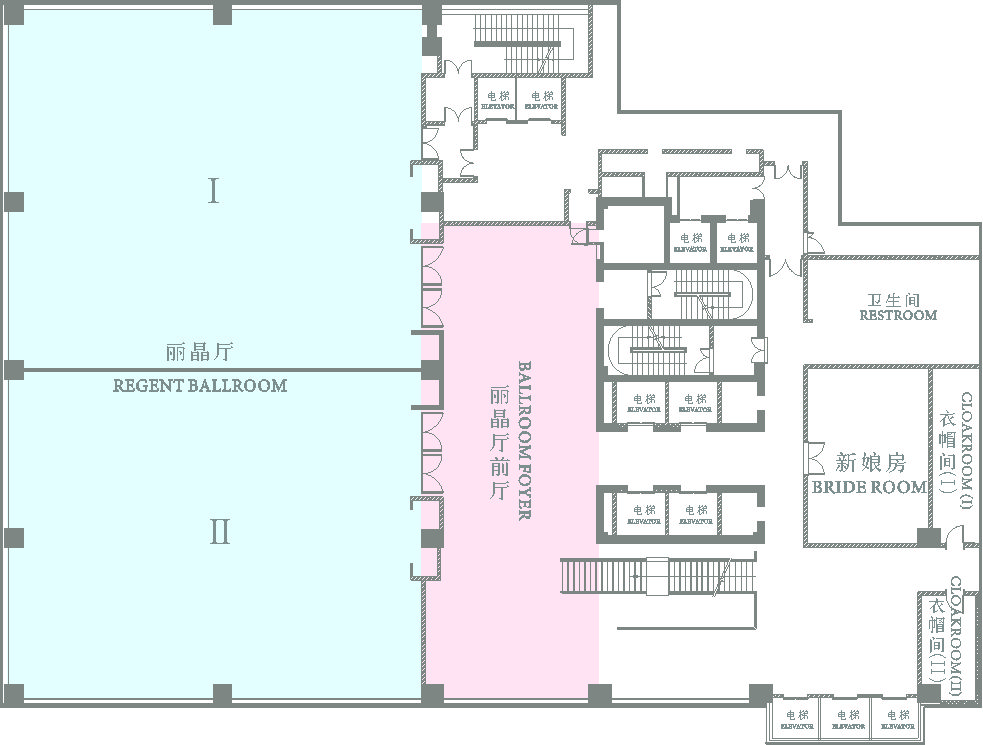 电梯
ELEVATOR
电梯
ELEVATOR
I
电梯
ELEVATOR
电梯
ELEVATOR
卫生间
RESTROOM
丽晶厅
REGENT BALLROOM
丽晶厅前厅
BALLROOM FOYER
电梯
ELEVATOR
电梯
ELEVATOR
新娘房
BRIDE ROOM
衣帽间(I)
CLOAKROOM (I)
II
电梯
ELEVATOR
电梯
ELEVATOR
衣帽间(II)
CLOAKROOM(II)
电梯
ELEVATOR
电梯
ELEVATOR
电梯
ELEVATOR